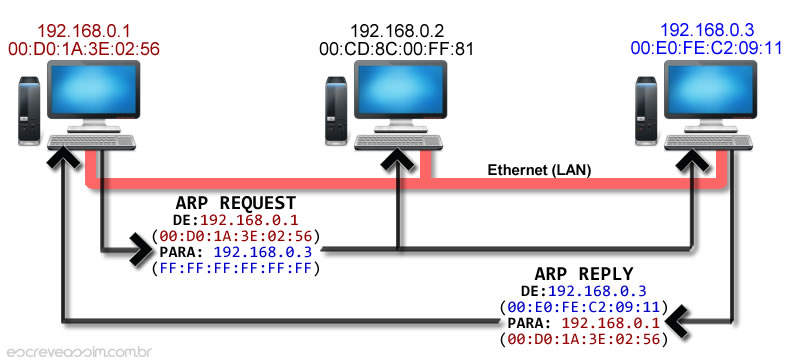 192.168.0.1
00:D0:1A:3E:02:56
192.168.0.2
00:CD:8C:00:FF:81
192.168.0.3
00:E0:FE:C2:09:11
Ethernet (LAN)
ARP REQUEST
DE:192.168.0.1
(00:D0:1A:3E:02:56)
PARA: 192.168.0.3
(FF:FF:FF:FF:FF:FF)
ARP REPLY
DE:192.168.0.3
(00:E0:FE:C2:09:11)
PARA: 192.168.0.1
(00:D0:1A:3E:02:56)
escreveassim.com.br